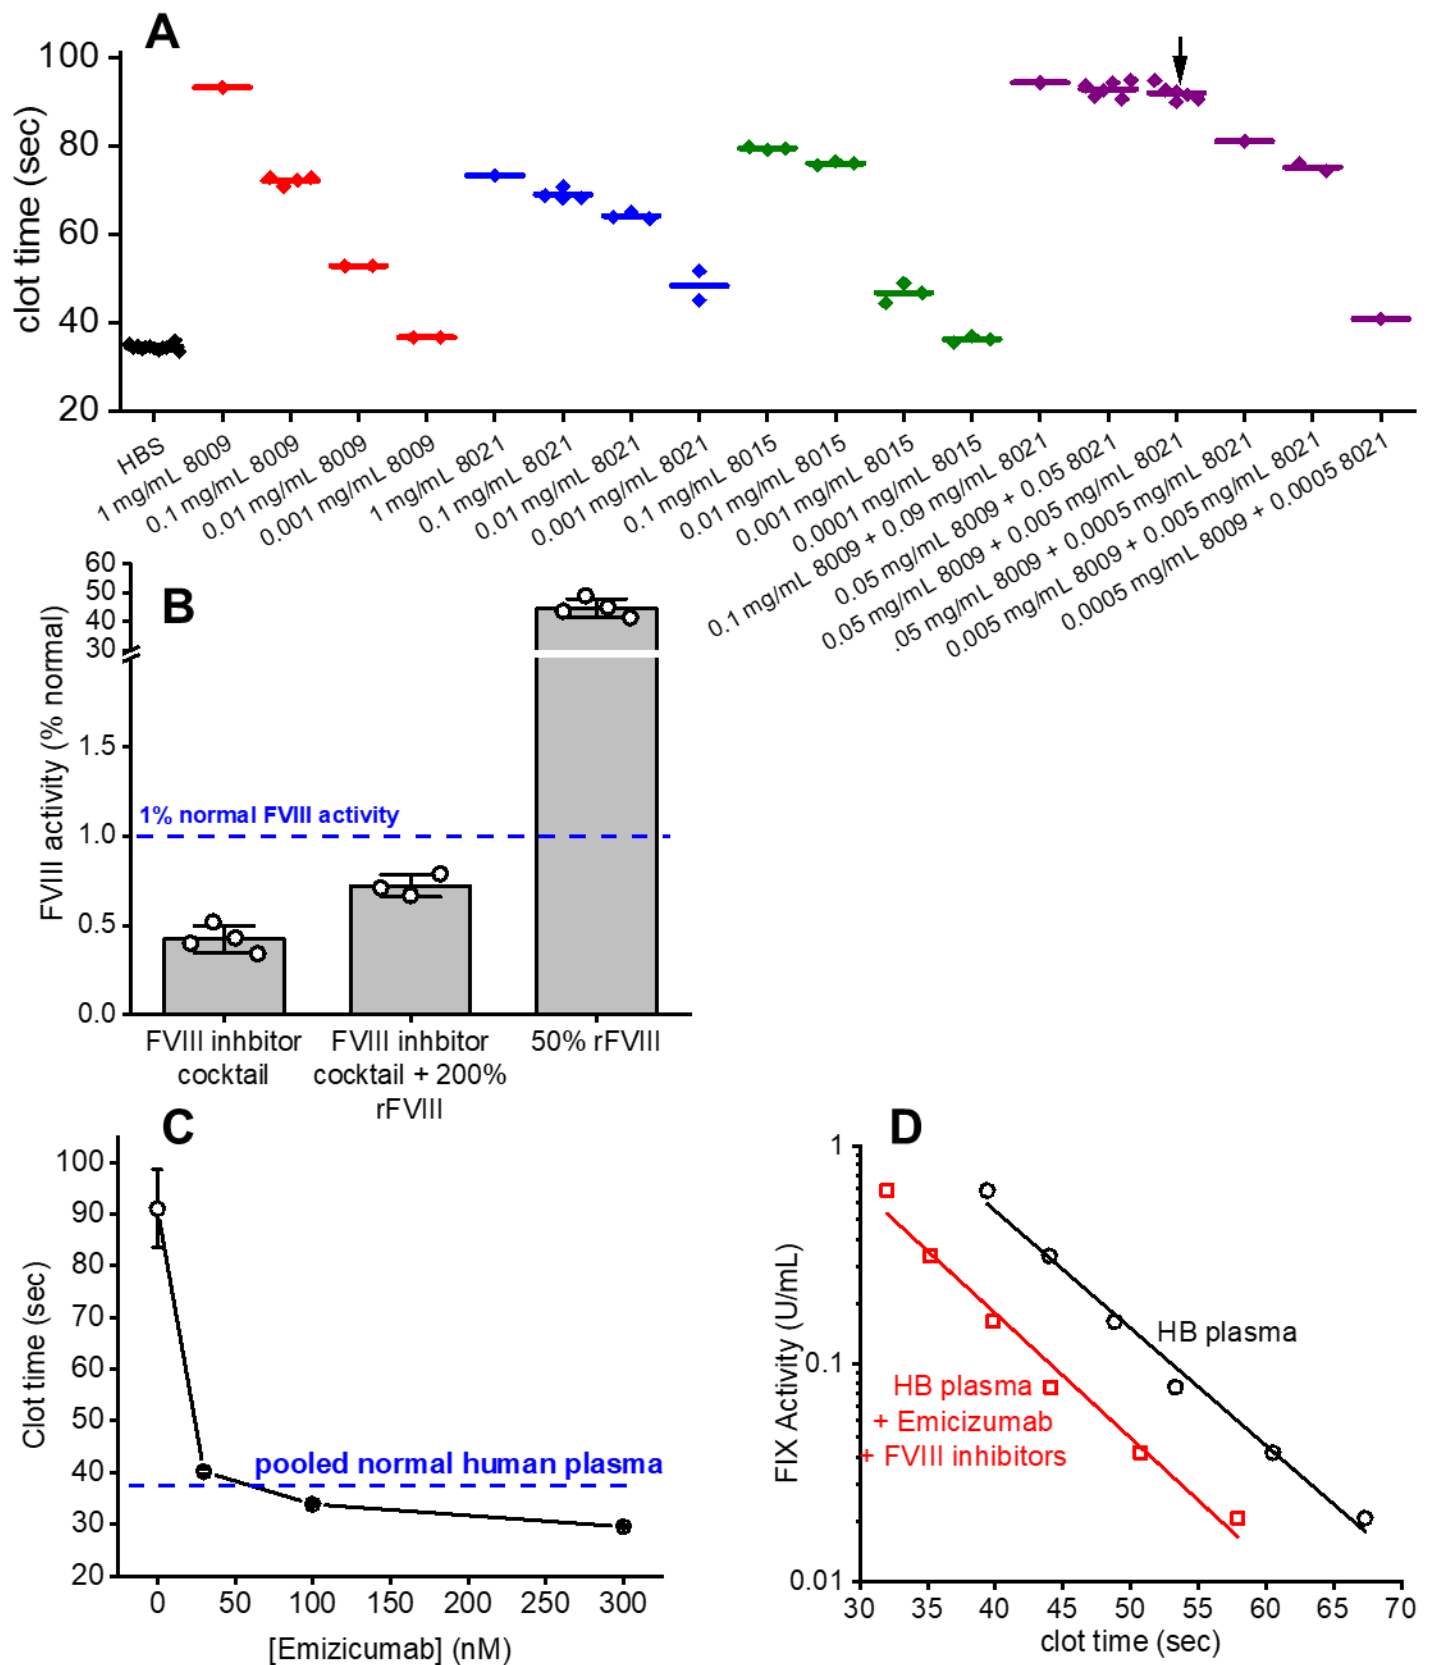 A
clot time (sec)
100
80
60
40
20
HBS
1 mg/mL 8009
0.1 mg/mL 8009
0.01 mg/mL 8009
0.001 mg/mL 8009
1 mg/mL 8021
0.1 mg/mL 8021
0.01 mg/mL 8021
0.001 mg/mL 8021
0.1 mg/mL 8015
0.01 mg/mL 8015
0.001 mg/mL 8015
0.0001 mg/mL 8015
0.1 mg/mL 8009 + 0.09 mg/mL 8021
0.05 mg/mL 8009 + 0.05 8021
0.05 mg/mL 8009 + 0.005 mg/mL 8021
.05 mg/mL 8009 + 0.0005 mg/mL 8021
0.005 mg/mL 8009 + 0.005 mg/mL 8021
0.0005 mg/mL 8009 + 0.0005 8021
B
FVIII activity (% normal)
60
50
40
30
1.5
1.0
0.5
0.0
1% normal FVIII activity
FVIII inhbitor
cocktail
FVIII inhbitor
cocktail + 200%
rFVIII
50% rFVIII
C
Clot time (sec)
100
90
80
70
60
50
40
30
20
pooled normal human plasma
0 50 100 150 200 250 300
[Emizicumab] (nM)
D
FIX Activity (U/mL)
1
0.1
0.01
HB plasma
HB plasma
+ Emicizumab
+ FVIII inhibitors
30 35 40 45 50 55 60 65 70
clot time (sec)